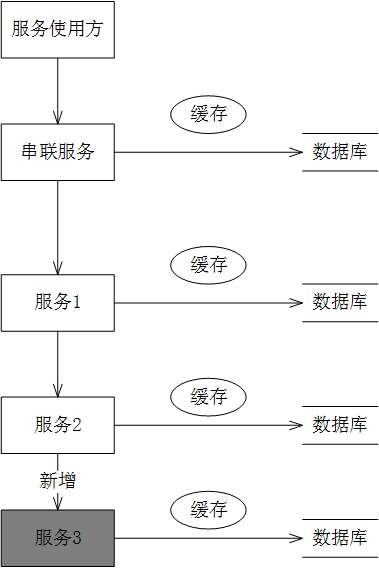 服务使用方
缓存
串联服务
数据库
缓存
服务1
数据库
缓存
服务2
数据库
新增
缓存
服务3
数据库